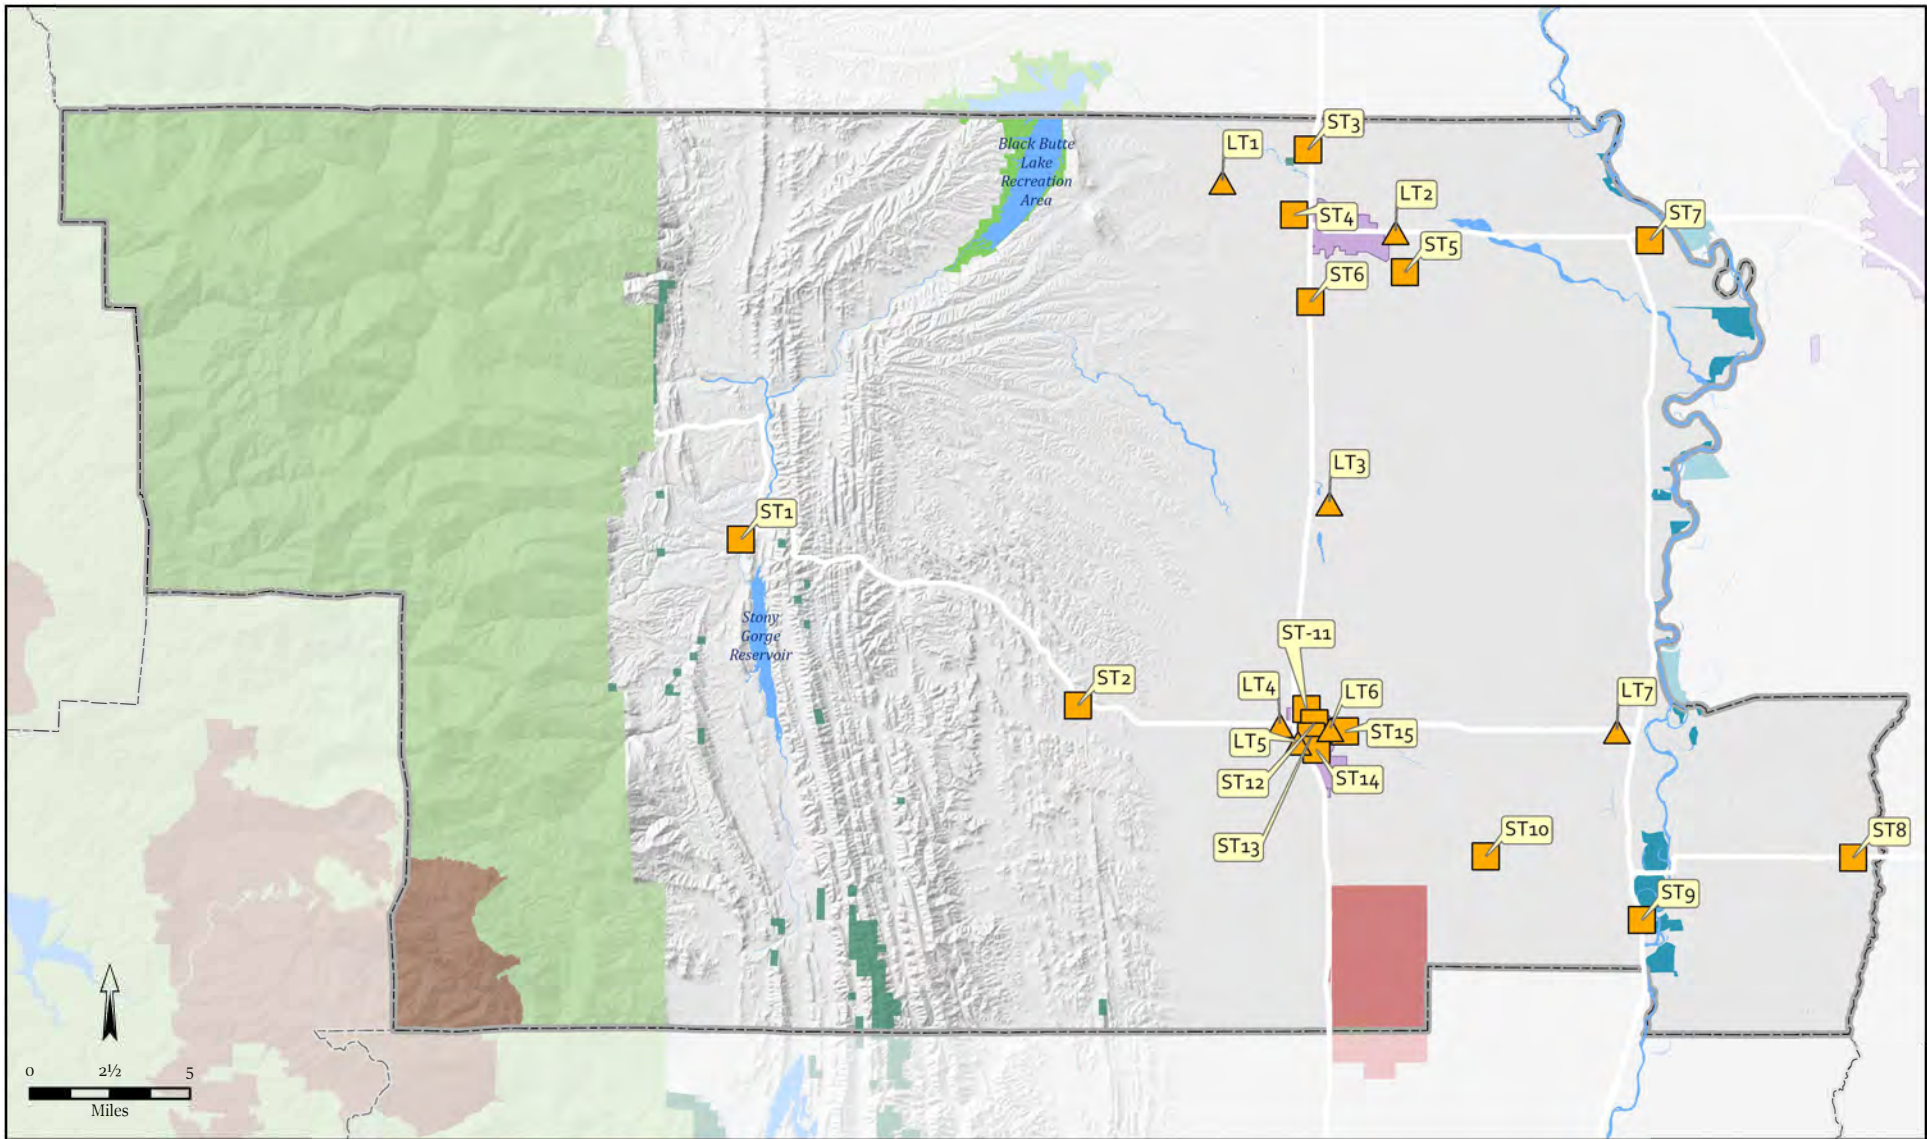 ST3
LT1
Black Butte
Lake
Recreation
Area
LT2
ST4
ST7
ST5
ST6
LT3
ST1
Stony
Gorge
Reservoir
ST-11
ST2
LT4
LT6
LT7
LT5
ST15
ST12
ST14
ST13
ST10
ST8
ST9
0 2½ 5
Miles